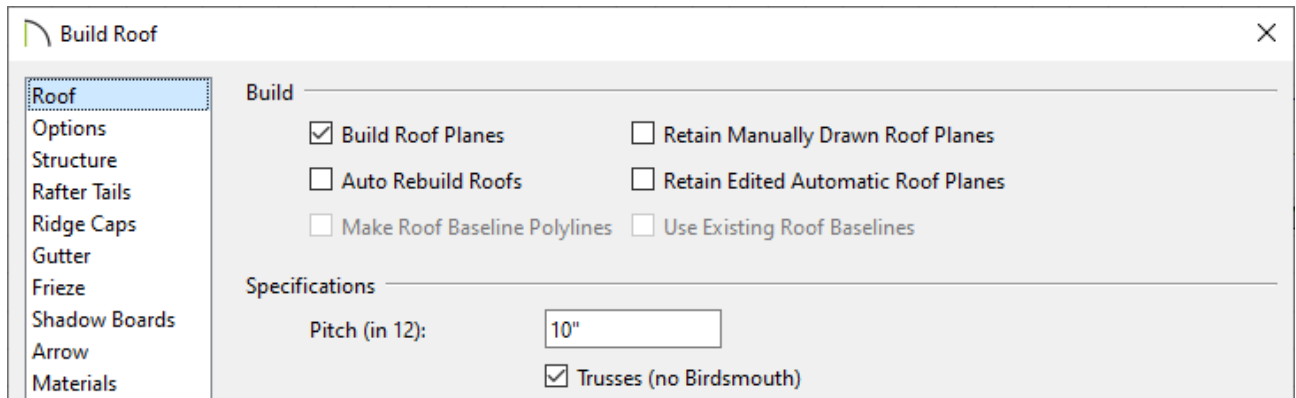 Build Roof
Roof
Options
Structure
Rafter Tails
Ridge Caps
Gutter
Frieze
Shadow Boards
Arrow
Materials
Build
Build Roof Planes
Retain Manually Drawn Roof Planes
Auto Rebuild Roofs
Retain Edited Automatic Roof Planes
Make Roof Baseline Polylines
Use Existing Roof Baselines
Specifications
Pitch (in 12):
10"
Trusses (no Birdsmouth)